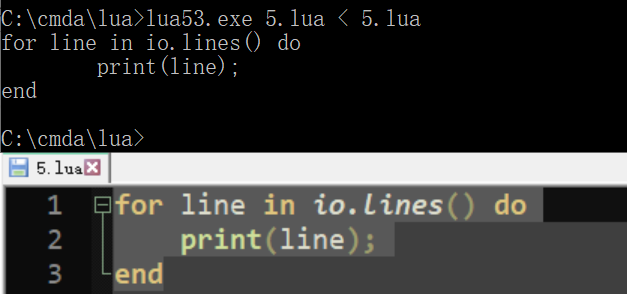 C:\cmda\lua>lua53.exe 5.lua < 5.lua
for line in io.lines() do
        print(line);
end

C:\cmda\lua>
5.lua
1 for line in io.lines() do
2     print(line);
3 end